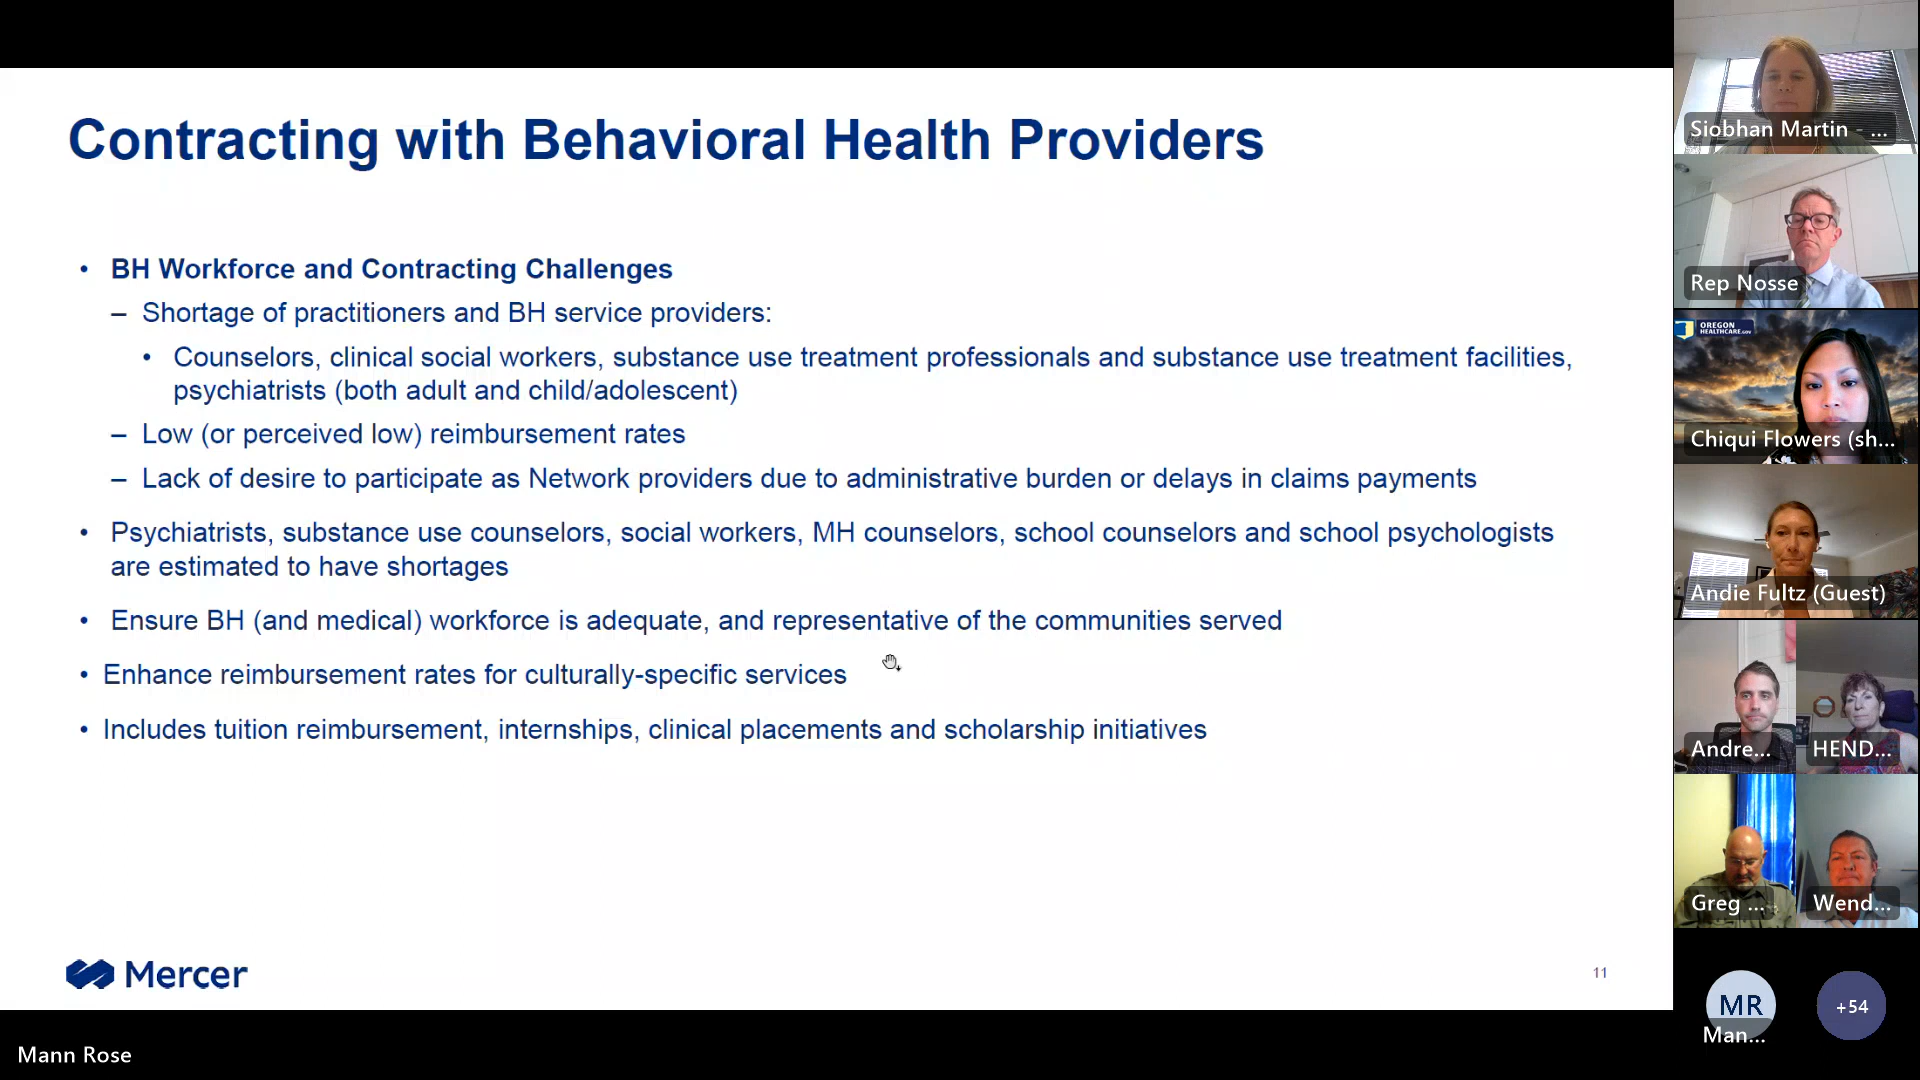 Contracting with Behavioral Health Providers
• BH Workforce and Contracting Challenges
– Shortage of practitioners and BH service providers:
• Counselors, clinical social workers, substance use treatment professionals and substance use treatment facilities,
psychiatrists (both adult and child/adolescent)
– Low (or perceived low) reimbursement rates
– Lack of desire to participate as Network providers due to administrative burden or delays in claims payments
• Psychiatrists, substance use counselors, social workers, MH counselors, school counselors and school psychologists
are estimated to have shortages
• Ensure BH (and medical) workforce is adequate, and representative of the communities served
• Enhance reimbursement rates for culturally-specific services
• Includes tuition reimbursement, internships, clinical placements and scholarship initiatives
Mercer
11
Mann Rose
Siobhan Martin - ...
Rep Nosse
OREGON
HEALTHCARE.gov
Chiqui Flowers (sh...
Andie Fultz (Guest)
Andre...
HEND...
Greg ...
Wend...
MR
Man...
+54